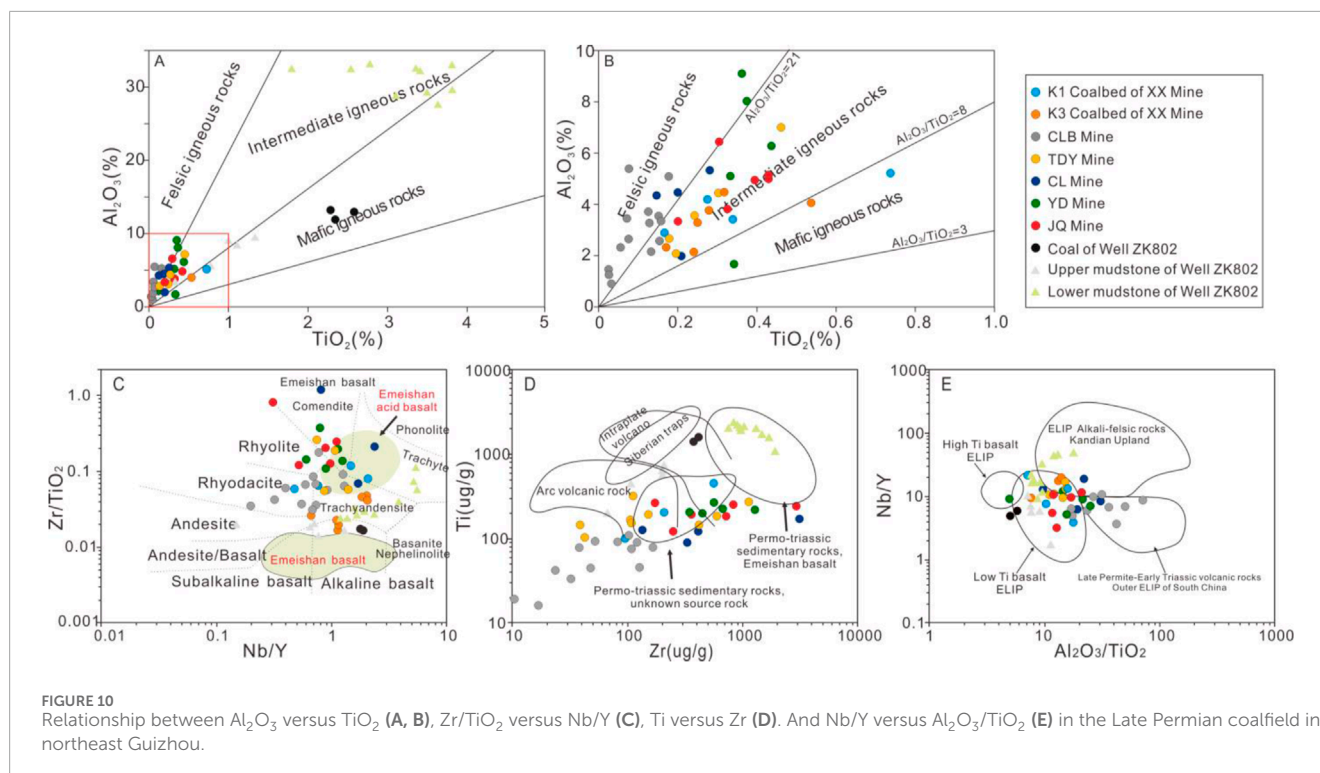 A
Al₂O₃(%)
30
20
10
0
0
1
2
3
4
5
TiO₂(%)
Felsic igneous rocks
Intermediate igneous rocks
Mafic igneous rocks
B
Al₂O₃(%)
10
8
6
4
2
0
0.0
0.2
0.4
0.6
0.8
1.0
TiO₂(%)
Felsic igneous rocks
Al₂O₃/TiO₂=21
Intermediate igneous rocks
Al₂O₃/TiO₂=8
Mafic igneous rocks
Al₂O₃/TiO₂=3
K1 Coalbed of XX Mine
K3 Coalbed of XX Mine
CLB Mine
TDY Mine
CL Mine
YD Mine
JQ Mine
Coal of Well ZK802
Upper mudstone of Well ZK802
Lower mudstone of Well ZK802
C
Zr/TiO₂
1.0
0.1
0.01
0.001
0.01
0.1
1
10
Nb/Y
Emeishan basalt
Comendite
Emeishan
acid basalt
Phonolite
Rhyolite
Trachyte
Rhyodacite
Trachyandensite
Andesite
Basanite
Nephelinolite
Andesite/Basalt
Emeishan basalt
Subalkaline basalt
Alkaline basalt
D
Ti(ug/g)
10000
1000
100
10
10
100
1000
10000
Zr(ug/g)
Intraplate
volcano
Siberian traps
Arc volcanic rock
Permo-triassic
sedimentary rocks,
Emeishan basalt
Permo-triassic sedimentary rocks,
unknown source rock
E
Nb/Y
1000
100
10
1
0.1
1
10
100
1000
Al₂O₃/TiO₂
ELIP Alkali-felsic rocks
Kandian Upland
High Ti basalt
ELIP
Low Ti basalt
ELIP
Late Permite-Early Triassic volcanic rocks
Outer ELIP of South China
FIGURE 10
Relationship between Al₂O₃ versus TiO₂ (A, B), Zr/TiO₂ versus Nb/Y (C), Ti versus Zr (D). And Nb/Y versus Al₂O₃/TiO₂ (E) in the Late Permian coalfield in
northeast Guizhou.